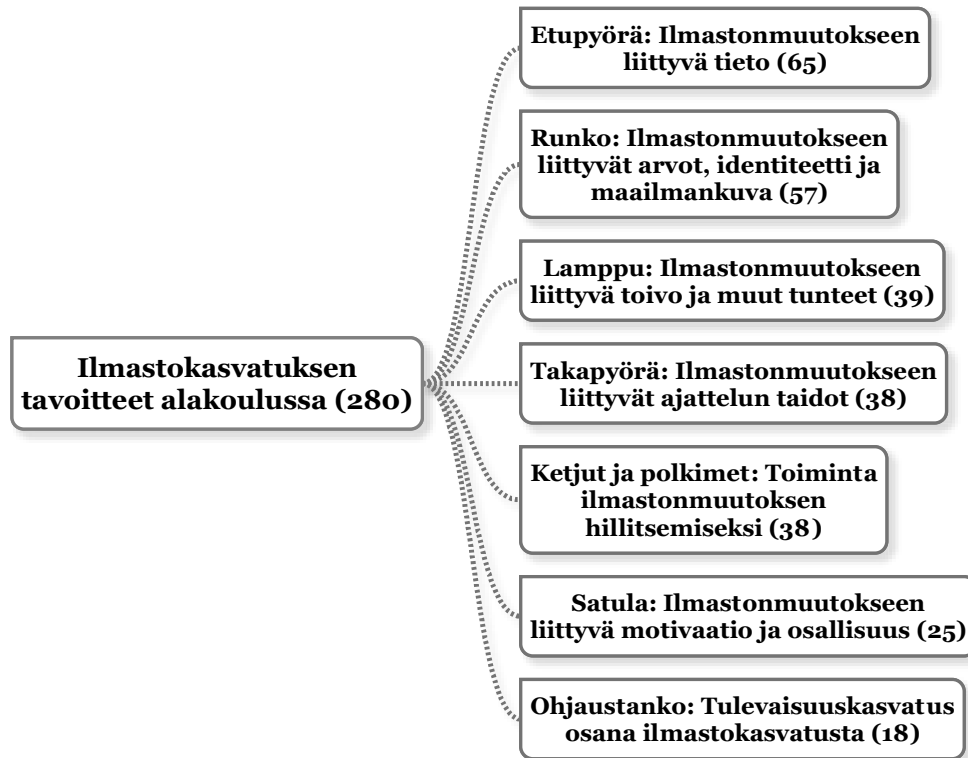 Etupyörä: Ilmastonmuutokseen
liittyvä tieto (65)
Runko: Ilmastonmuutokseen
liittyvät arvot, identiteetti ja
maailmankuva (57)
Lamppu: Ilmastonmuutokseen
liittyvä toivo ja muut tunteet (39)
Ilmastokasvatuksen
tavoitteet alakoulussa (280)
Takapyörä: Ilmastonmuutokseen
liittyvät ajattelun taidot (38)
Ketjut ja polkimet: Toiminta
ilmastonmuutoksen
hillitsemiseksi (38)
Satula: Ilmastonmuutokseen
liittyvä motivaatio ja osallisuus (25)
Ohjaustanko: Tulevaisuuskasvatus
osana ilmastokasvatusta (18)